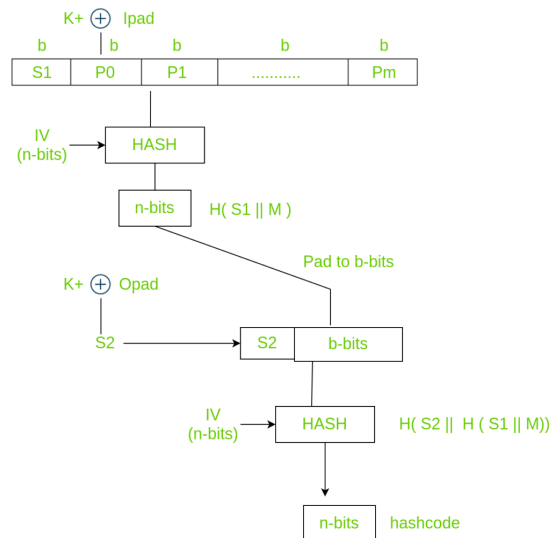 K+ Ipad
b b b b b
S1 P0 P1 ........... Pm
IV
(n-bits)
HASH
n-bits H( S1 || M )
Pad to b-bits
K+ Opad
S2 S2 b-bits
IV
(n-bits)
HASH H( S2 || H ( S1 || M))
n-bits hashcode